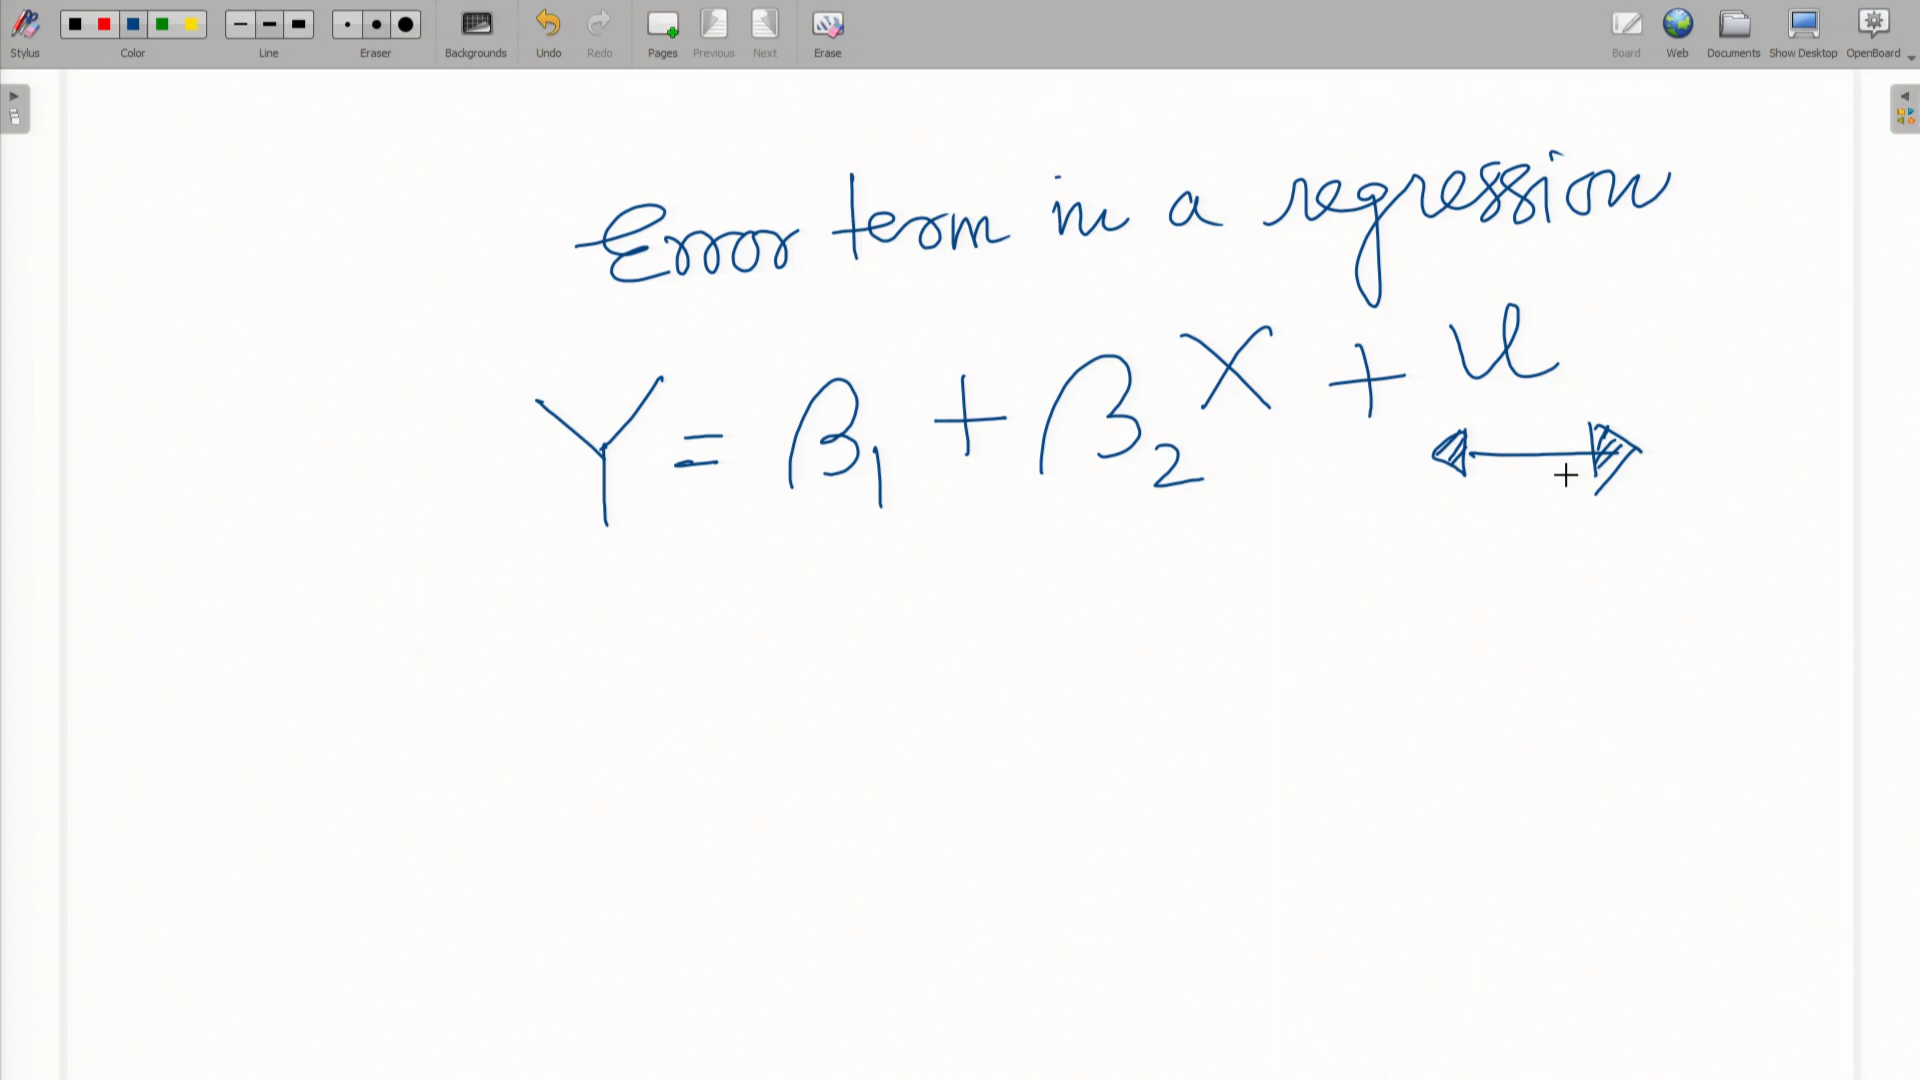 Stylus Color Line Eraser Backgrounds Undo Redo Pages Previous Next Erase Board Web Documents Show Desktop OpenBoard
Error term in a regression
Y = β₁ + β₂ X + u